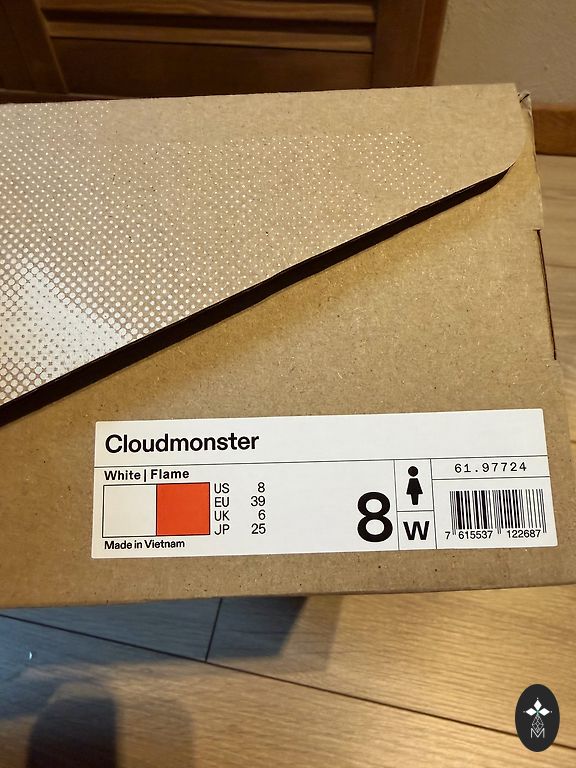 Cloudmonster
White | Flame
US 8
EU 39
UK 6
JP 25
Made in Vietnam
8
W
61.97724
7 615537 122687
M